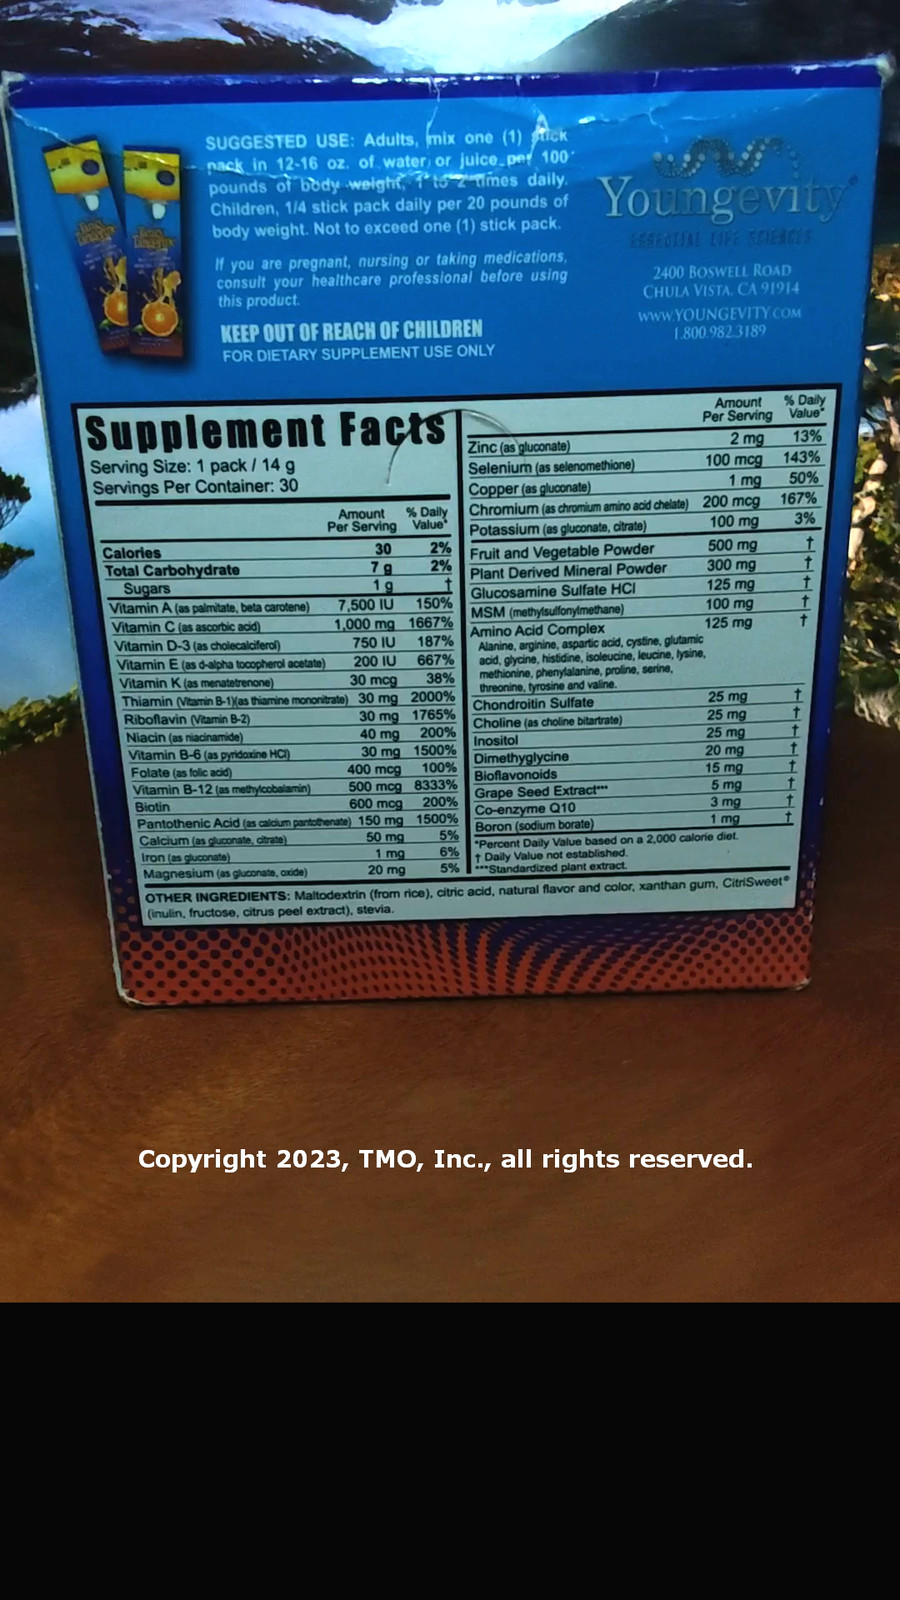 SUGGESTED USE: Adults, mix one (1) stick
pack in 12-16 oz. of water or juice per 100
pounds of body weight, 1 to 2 times daily.
Children, 1/4 stick pack daily per 20 pounds of
body weight. Not to exceed one (1) stick pack.
If you are pregnant, nursing or taking medications,
consult your healthcare professional before using
this product.
KEEP OUT OF REACH OF CHILDREN
FOR DIETARY SUPPLEMENT USE ONLY
Youngevity®
ESSENTIAL LIFE SCIENCES
2400 BOSWELL ROAD
CHULA VISTA, CA 91914
WWW.YOUNGEVITY.COM
1.800.982.3189
Supplement Facts
Serving Size: 1 pack / 14 g
Servings Per Container: 30
Amount Per Serving % Daily Value*
Calories 30 2%
Total Carbohydrate 7 g 2%
Sugars 1 g †
Vitamin A (as palmitate, beta carotene) 7,500 IU 150%
Vitamin C (as ascorbic acid) 1,000 mg 1667%
Vitamin D-3 (as cholecalciferol) 750 IU 187%
Vitamin E (as d-alpha tocopherol acetate) 200 IU 667%
Vitamin K (as menatetrenone) 30 mcg 38%
Thiamin (Vitamin B-1)(as thiamine mononitrate) 30 mg 2000%
Riboflavin (Vitamin B-2) 30 mg 1765%
Niacin (as niacinamide) 40 mg 200%
Vitamin B-6 (as pyridoxine HCl) 30 mg 1500%
Folate (as folic acid) 400 mcg 100%
Vitamin B-12 (as methylcobalamin) 500 mcg 8333%
Biotin 600 mcg 200%
Pantothenic Acid (as calcium pantothenate) 150 mg 1500%
Calcium (as gluconate, citrate) 50 mg 5%
Iron (as gluconate) 1 mg 6%
Magnesium (as gluconate, oxide) 20 mg 5%
Amount Per Serving % Daily Value*
Zinc (as gluconate) 2 mg 13%
Selenium (as selenomethione) 100 mcg 143%
Copper (as gluconate) 1 mg 50%
Chromium (as chromium amino acid chelate) 200 mcg 167%
Potassium (as gluconate, citrate) 100 mg 3%
Fruit and Vegetable Powder 500 mg †
Plant Derived Mineral Powder 300 mg †
Glucosamine Sulfate HCl 125 mg †
MSM (methylsulfonylmethane) 100 mg †
Amino Acid Complex 125 mg †
Alanine, arginine, aspartic acid, cystine, glutamic
acid, glycine, histidine, isoleucine, leucine, lysine,
methionine, phenylalanine, proline, serine,
threonine, tyrosine and valine.
Chondroitin Sulfate 25 mg †
Choline (as choline bitartrate) 25 mg †
Inositol 25 mg †
Dimethyglycine 20 mg †
Bioflavonoids 15 mg †
Grape Seed Extract*** 5 mg †
Co-enzyme Q10 3 mg †
Boron (sodium borate) 1 mg †
*Percent Daily Value based on a 2,000 calorie diet.
† Daily Value not established.
***Standardized plant extract.
OTHER INGREDIENTS: Maltodextrin (from rice), citric acid, natural flavor and color, xanthan gum, CitriSweet®
(inulin, fructose, citrus peel extract), stevia.
Copyright 2023, TMO, Inc., all rights reserved.